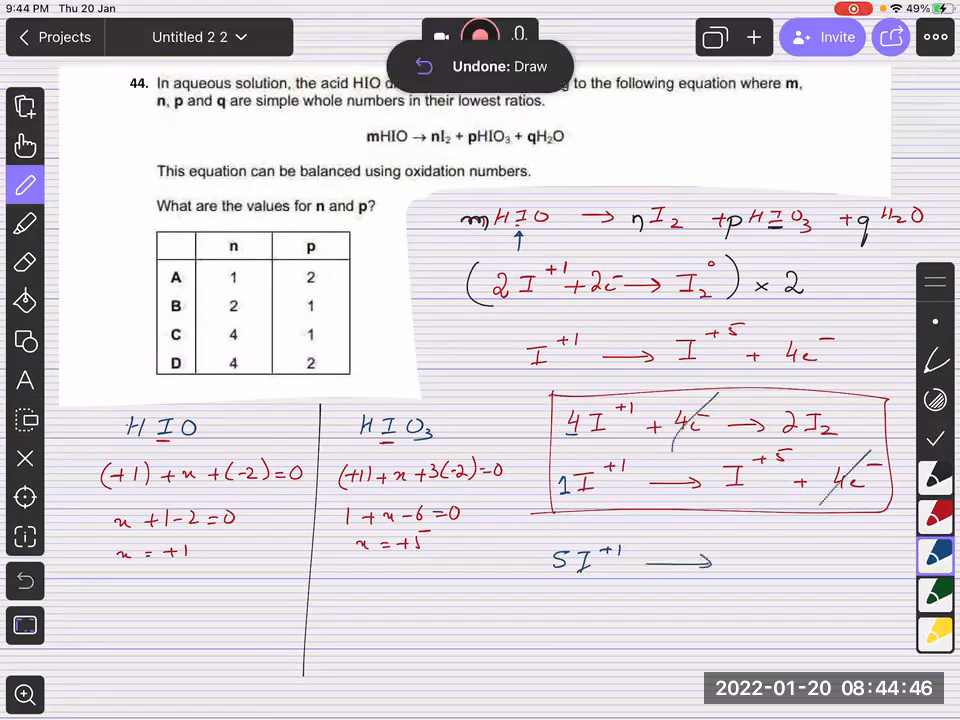 9:44 PM Thu 20 Jan
49%
Projects
Untitled 2 2
Invite
Undone: Draw
44. In aqueous solution, the acid HIO d to the following equation where m,
n, p and q are simple whole numbers in their lowest ratios.
mHIO → nI₂ + pHIO₃ + qH₂O
This equation can be balanced using oxidation numbers.
What are the values for n and p?
n p
A 1 2
B 2 1
C 4 1
D 4 2
mHIO → nI₂ + pHIO₃ + qH₂O
(2I⁺¹ + 2e⁻ → I₂⁰) × 2
I⁺¹ → I⁺⁵ + 4e⁻
4I⁺¹ + 4e⁻ → 2I₂
1I⁺¹ → I⁺⁵ + 4e⁻
5I⁺¹ →
HIO
(+1) + x + (-2) = 0
x + 1 - 2 = 0
x = +1
HIO₃
(+1) + x + 3(-2) = 0
1 + x - 6 = 0
x = +5
A
2022-01-20 08:44:46